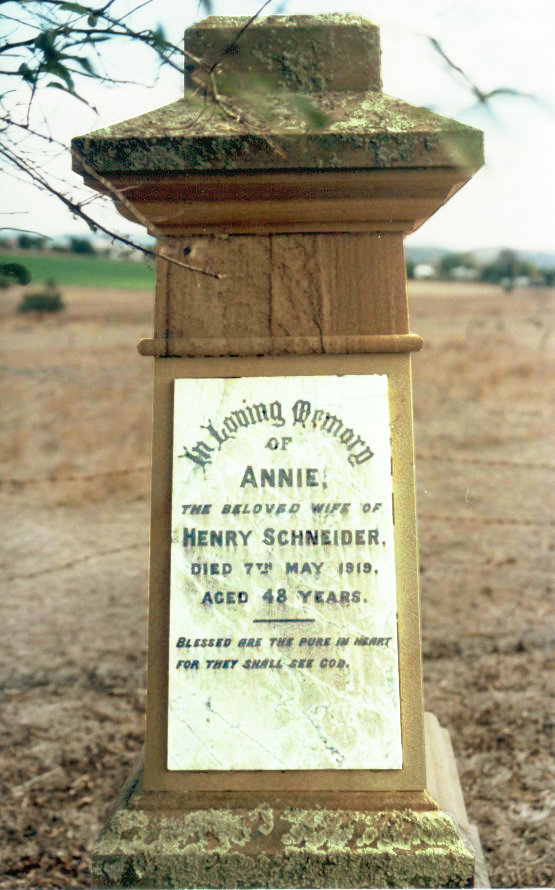 In Loving Memory
OF
ANNIE,
THE BELOVED WIFE OF
HENRY SCHNEIDER,
DIED 7TH MAY 1919,
AGED 48 YEARS.
BLESSED ARE THE PURE IN HEART
FOR THEY SHALL SEE GOD.